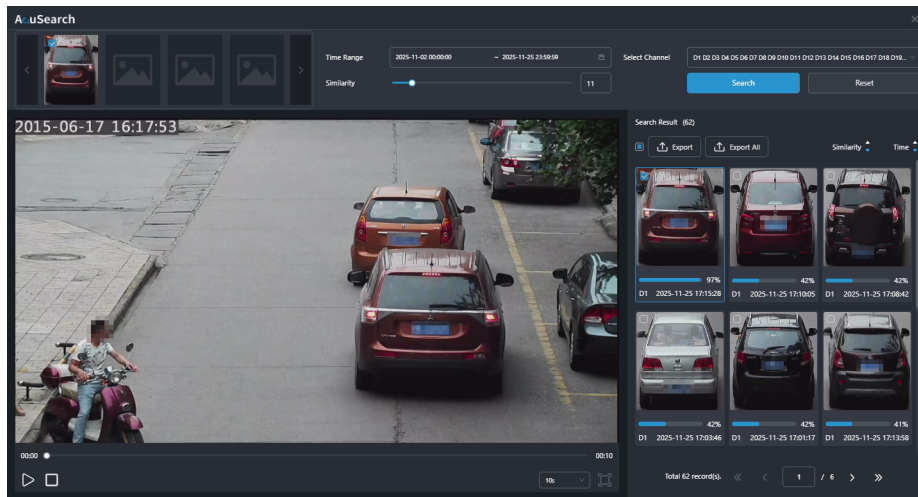 AcuSearch
Time Range
2025-11-02 00:00:00 ~ 2025-11-25 23:59:59
Select Channel
D1 D2 D3 D4 D5 D6 D7 D8 D9 D10 D11 D12 D13 D14 D15 D16 D17 D18 D19...
Similarity
11
Search
Reset
2015-06-17 16:17:53
Search Result (62)
Export
Export All
Similarity
Time
97%
42%
42%
D1 2025-11-25 17:15:28
D1 2025-11-25 17:10:05
D1 2025-11-25 17:08:42
42%
42%
41%
D1 2025-11-25 17:03:46
D1 2025-11-25 17:01:17
D1 2025-11-25 17:13:58
00:00
00:10
10s
Total 62 record(s).
1
/ 6